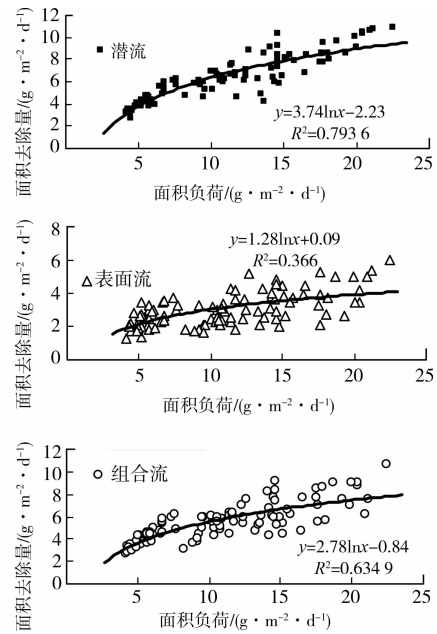 12
10
8
6
4
2
0
面积去除量/(g·m⁻²·d⁻¹)
■ 潜流
y=3.74lnx−2.23
R²=0.793 6
5 10 15 20 25
面积负荷/(g·m⁻²·d⁻¹)
8
6
4
2
0
面积去除量/(g·m⁻²·d⁻¹)
△表面流
y=1.28lnx+0.09
R²=0.366
5 10 15 20 25
面积负荷/(g·m⁻²·d⁻¹)
12
10
8
6
4
2
0
面积去除量/(g·m⁻²·d⁻¹)
○ 组合流
y=2.78lnx−0.84
R²=0.634 9
5 10 15 20 25
面积负荷/(g·m⁻²·d⁻¹)